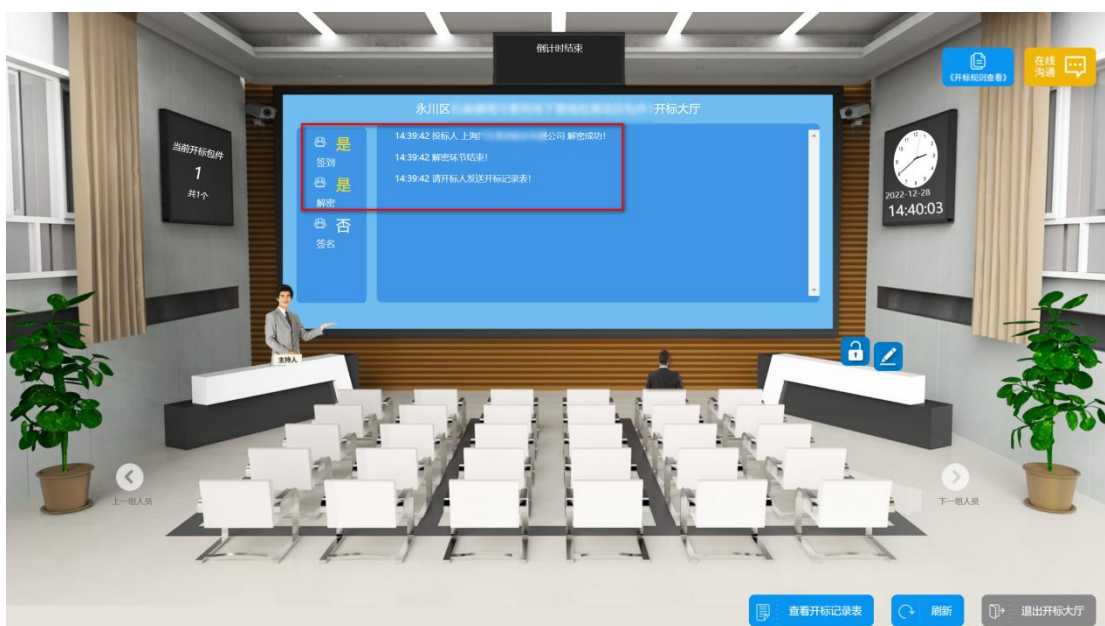 倒计时结束
《开标规则查看》
在线
沟通
永川区
开标大厅
当前开标包件
1
共1个
是
签到
是
解密
否
签名
14:39:42 投标人 上海
公司 解密成功！
14:39:42 解密环节结束！
14:39:42 请开标人发送开标记录表！
2022-12-28
14:40:03
主持人
上一组人员
下一组人员
查看开标记录表
刷新
退出开标大厅